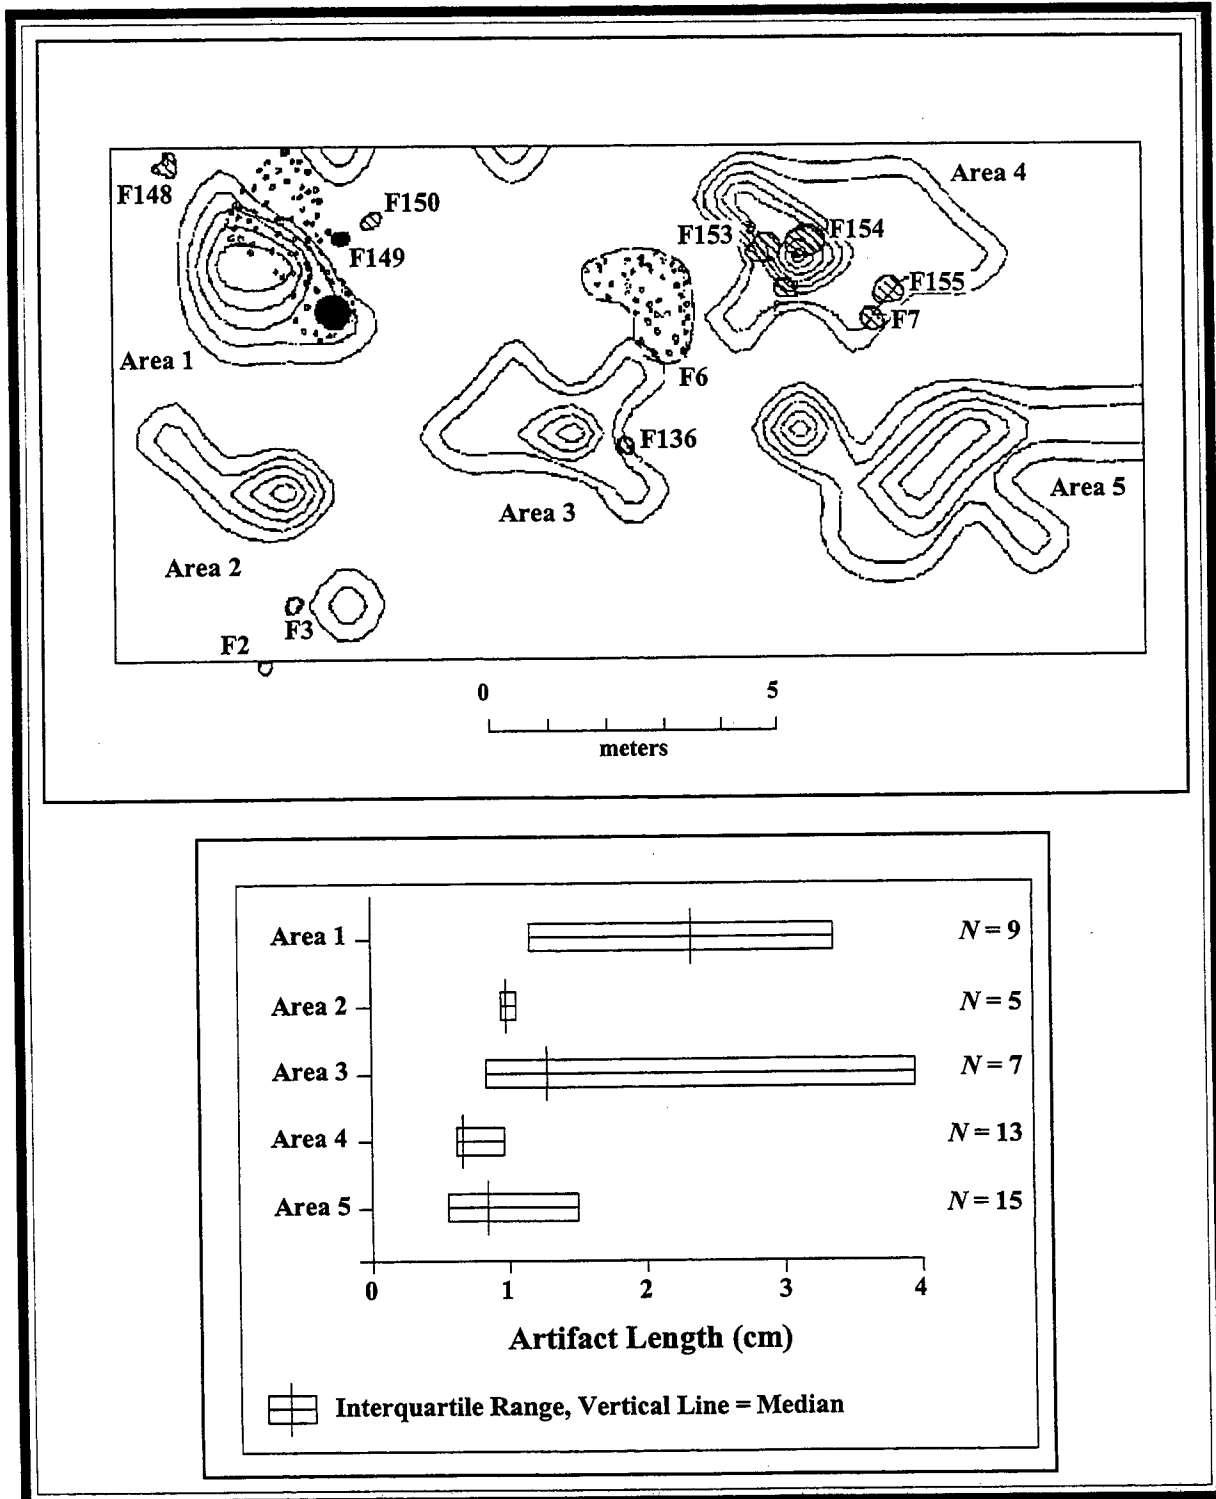 Area 4
F148
F150
F153
F154
F149
F155
F7
Area 1
F6
F136
Area 3
Area 5
Area 2
F3
F2
0 5
meters
Area 1 N = 9
Area 2 N = 5
Area 3 N = 7
Area 4 N = 13
Area 5 N = 15
0 1 2 3 4
Artifact Length (cm)
Interquartile Range, Vertical Line = Median